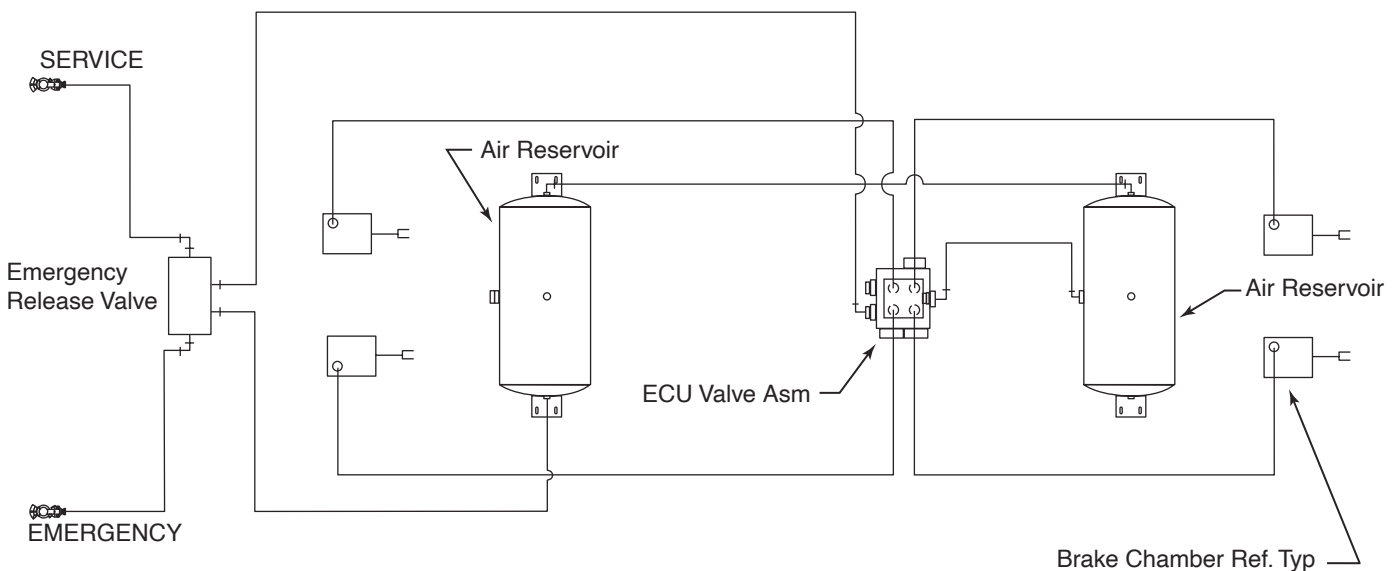 SERVICE
Air Reservoir
Emergency
Release Valve
Air Reservoir
ECU Valve Asm
EMERGENCY
Brake Chamber Ref. Typ